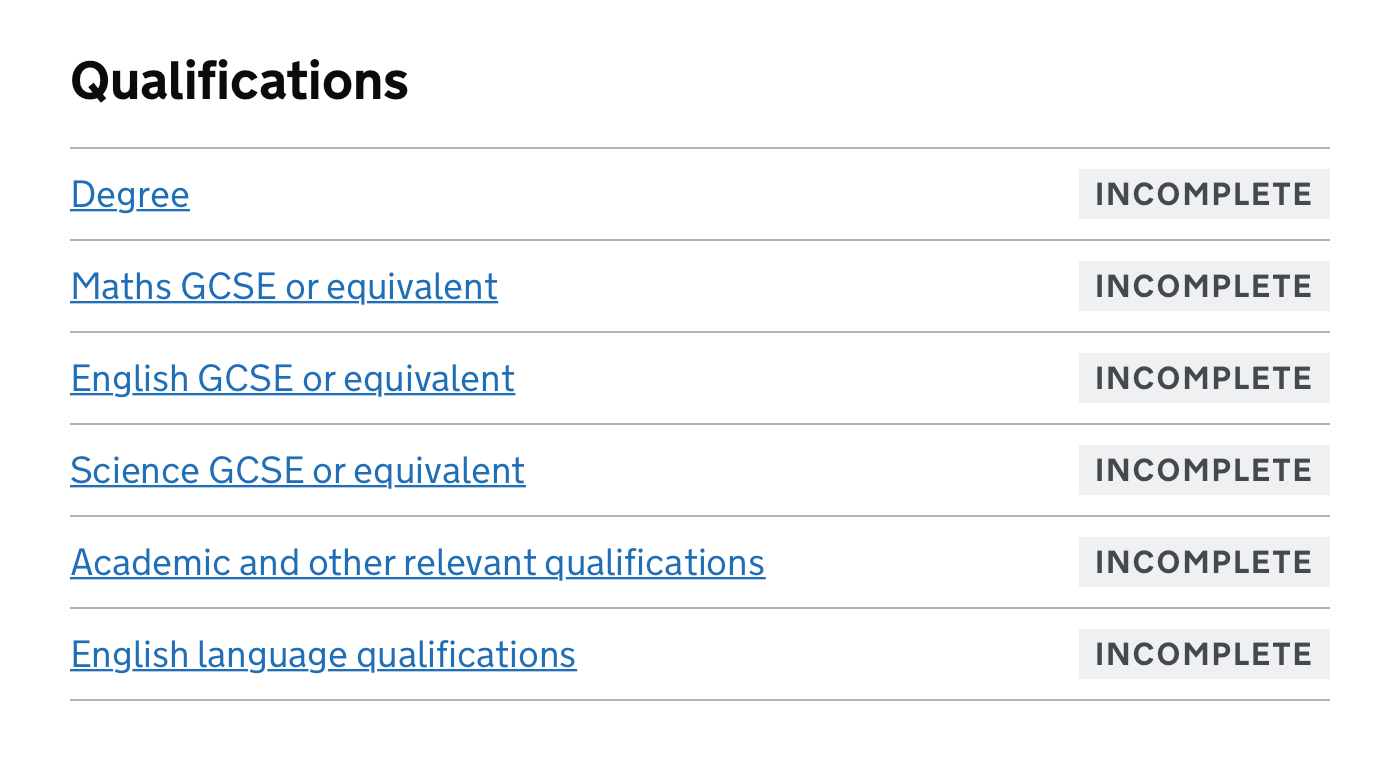 Qualifications
Degree INCOMPLETE
Maths GCSE or equivalent INCOMPLETE
English GCSE or equivalent INCOMPLETE
Science GCSE or equivalent INCOMPLETE
Academic and other relevant qualifications INCOMPLETE
English language qualifications INCOMPLETE